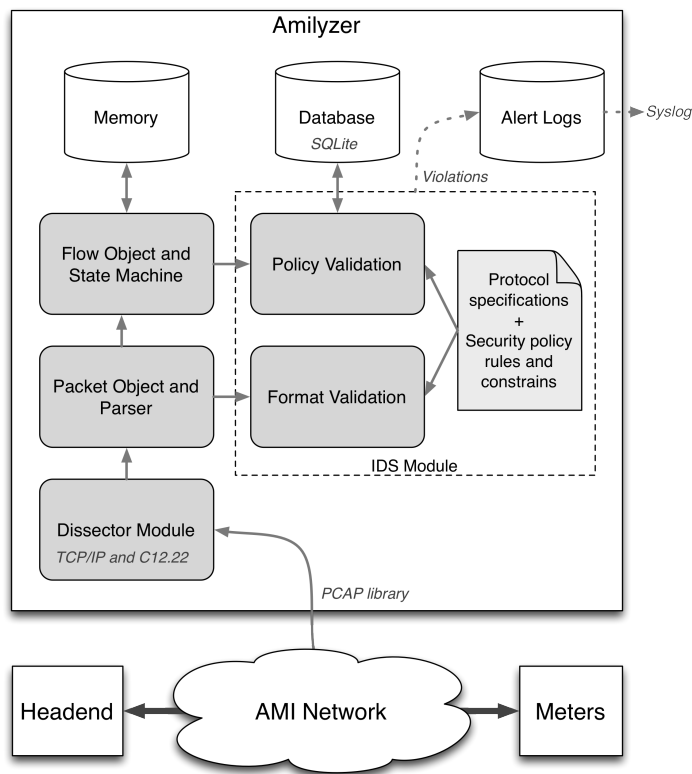 Amilyzer
Memory
Database
SQLite
Alert Logs
Syslog
Violations
Flow Object and
State Machine
Policy Validation
Protocol
specifications
+
Security policy
rules and
constrains
Packet Object and
Parser
Format Validation
IDS Module
Dissector Module
TCP/IP and C12.22
PCAP library
Headend
AMI Network
Meters